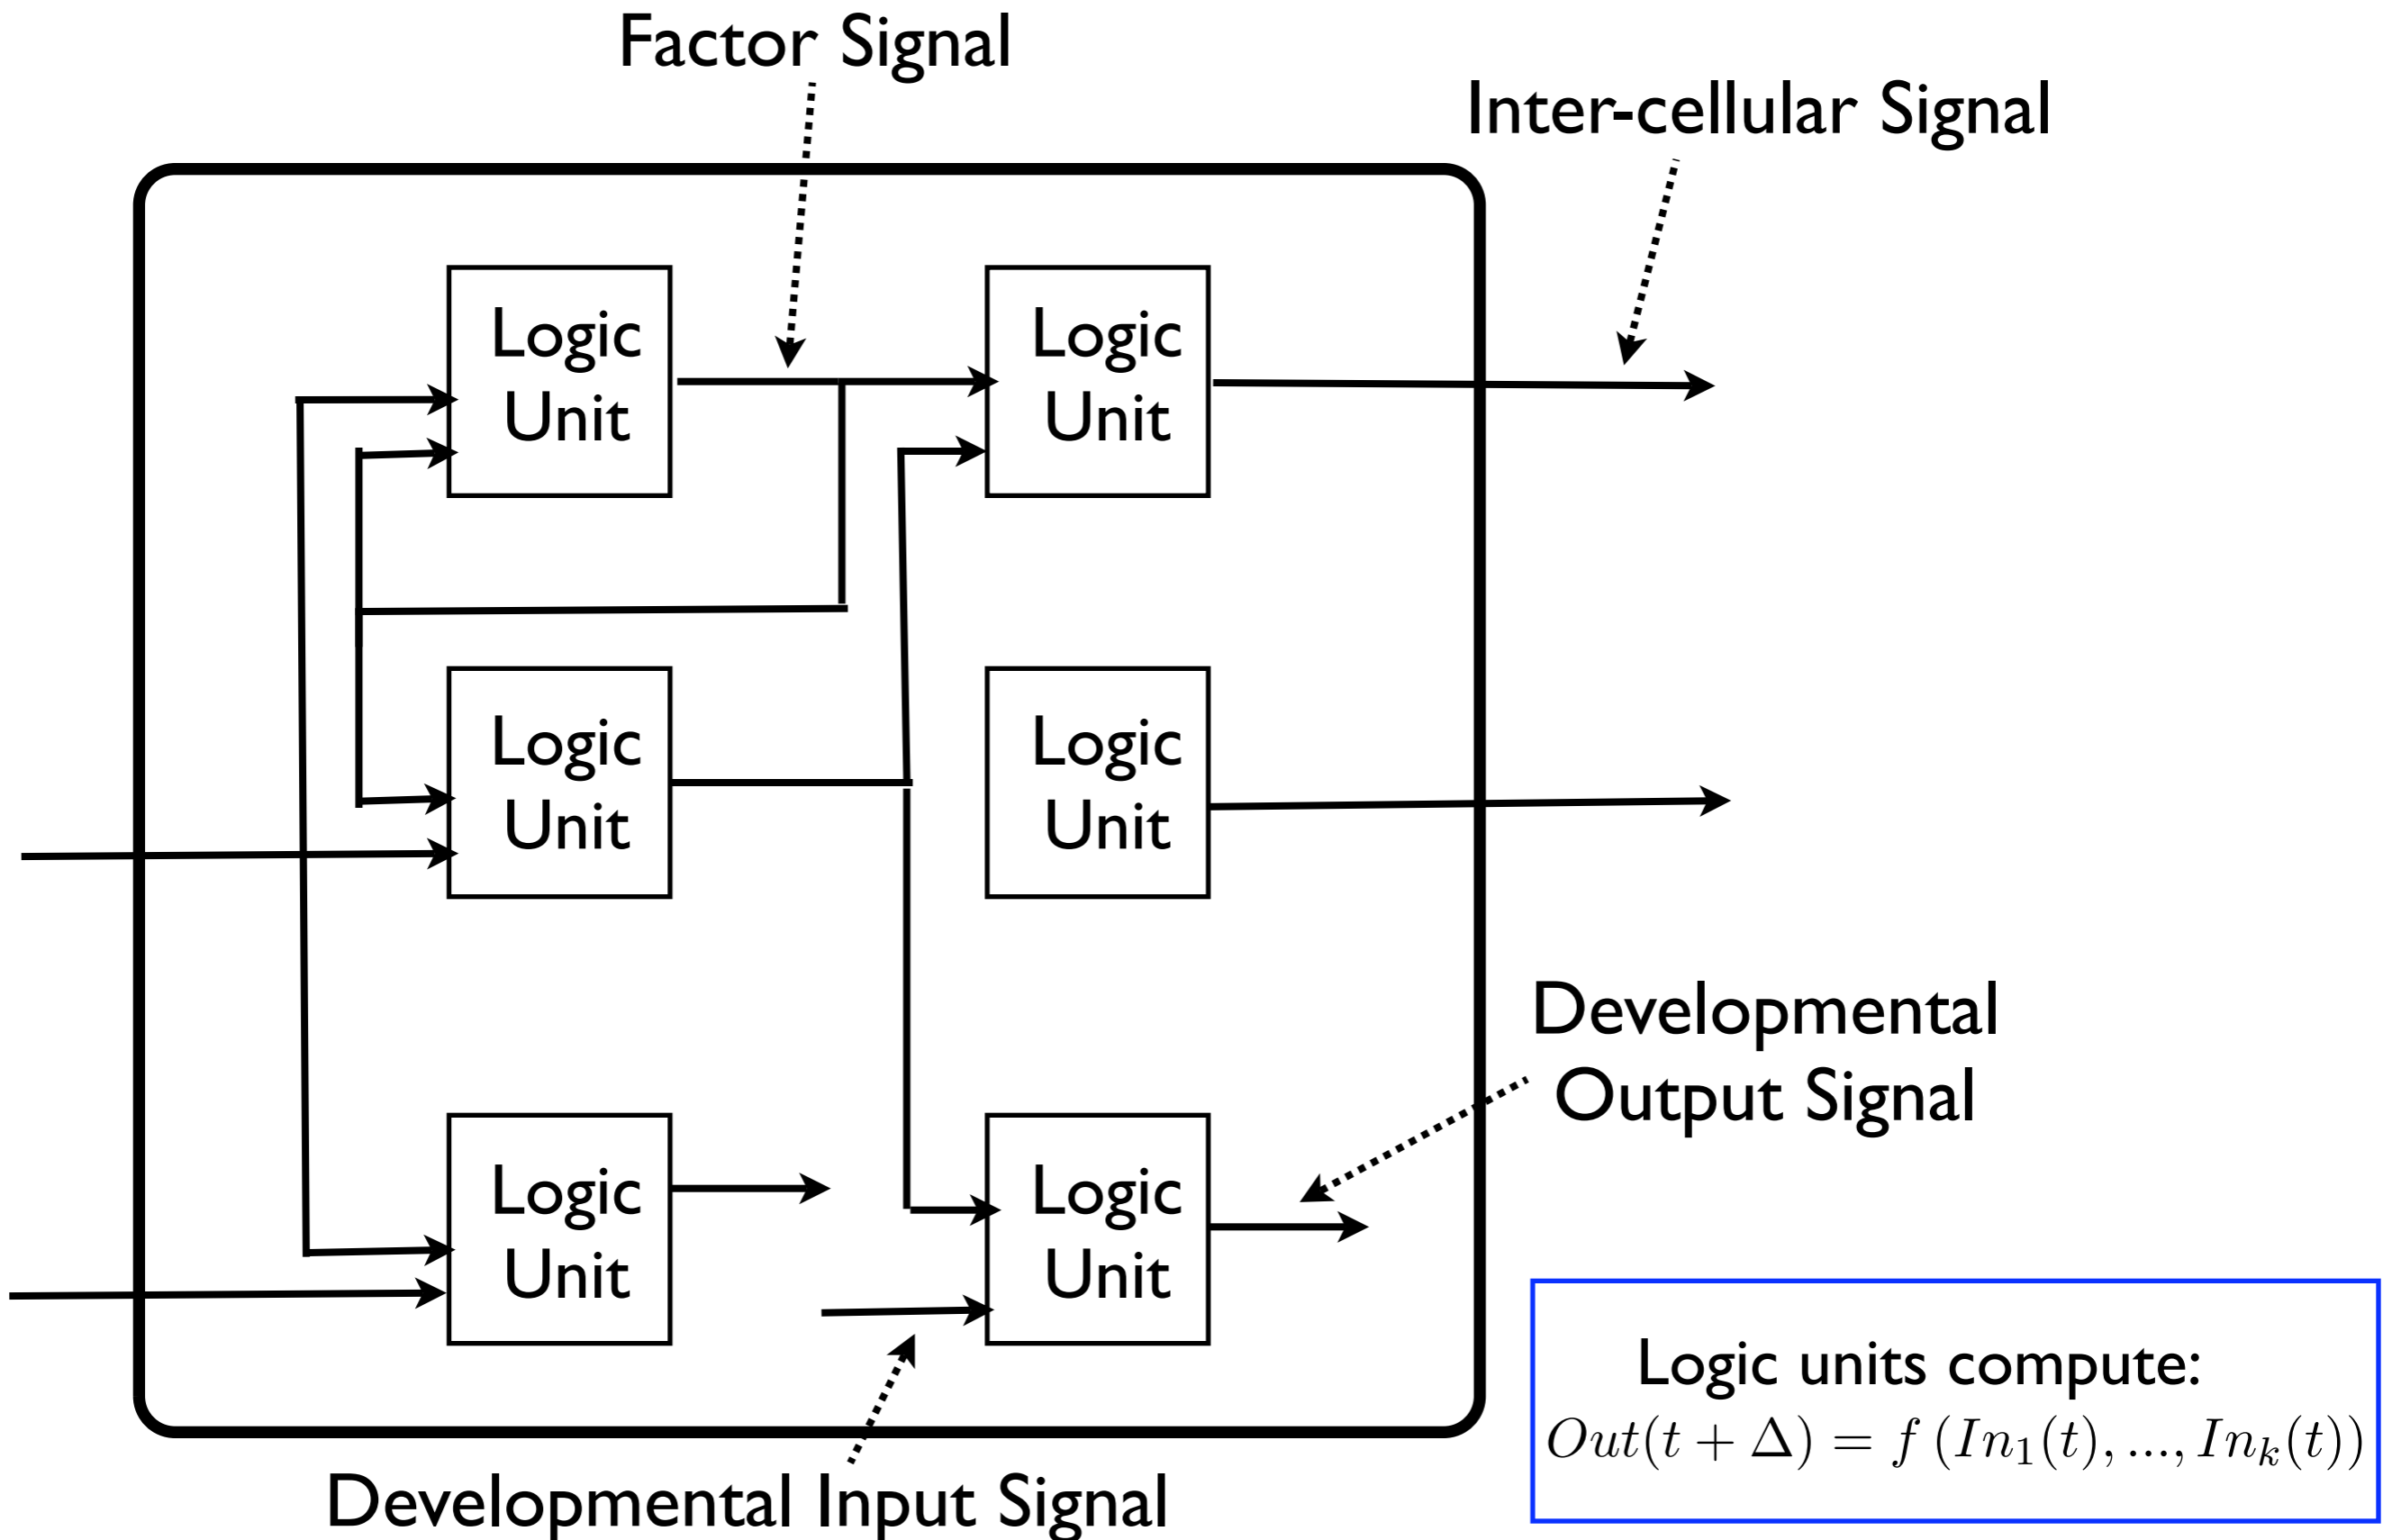 Factor Signal
Inter-cellular Signal
Logic
Unit
Logic
Unit
Logic
Unit
Logic
Unit
Developmental
Output Signal
Logic
Unit
Logic
Unit
Logic units compute:
Out(t + Δ) = f (In₁(t), ..., Inₖ(t))
Developmental Input Signal